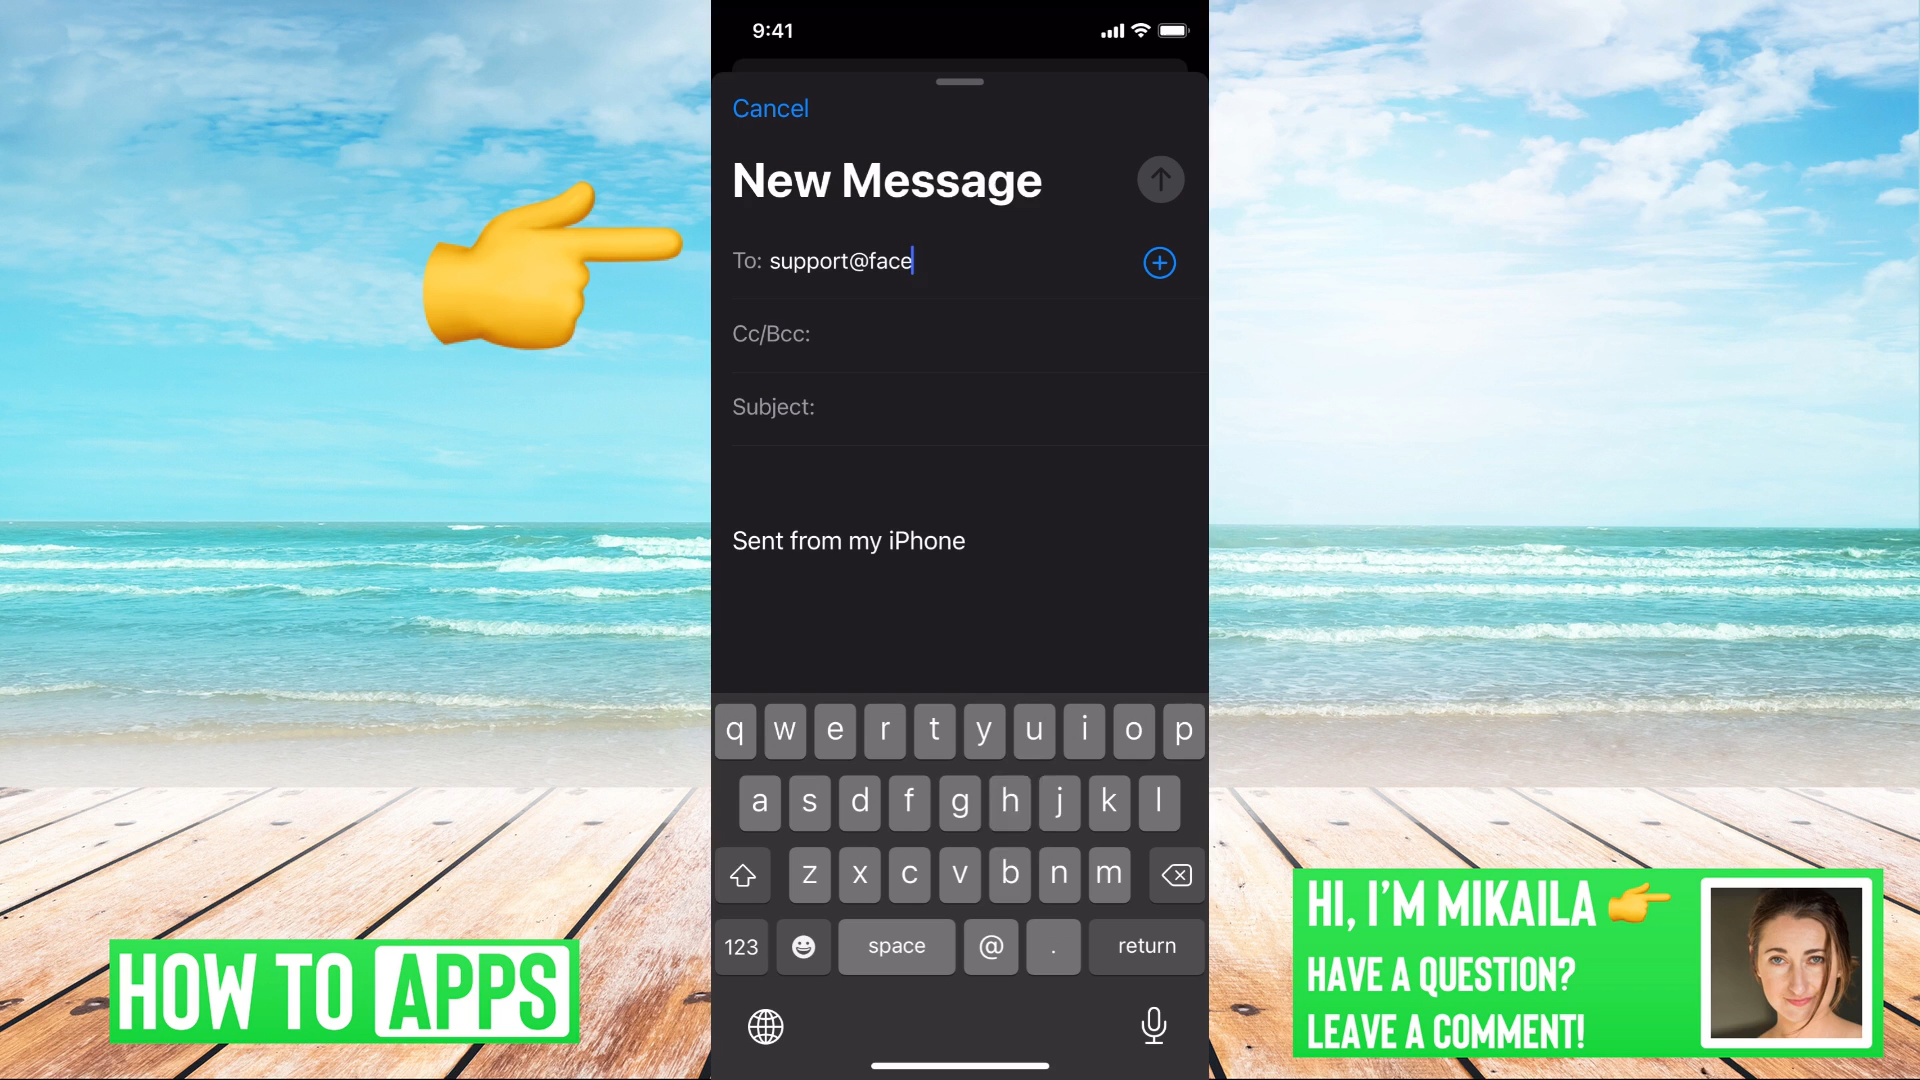 9:41
Cancel
New Message
To: support@face
Cc/Bcc:
Subject:
Sent from my iPhone
q w e r t y u i o p
a s d f g h j k l
z x c v b n m
123 space @ . return
HOW TO APPS
HI, I'M MIKAILA
HAVE A QUESTION?
LEAVE A COMMENT!